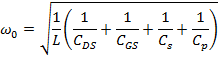 ω₀ = √(1/L (1/C_DS + 1/C_GS + 1/C_s + 1/C_p))